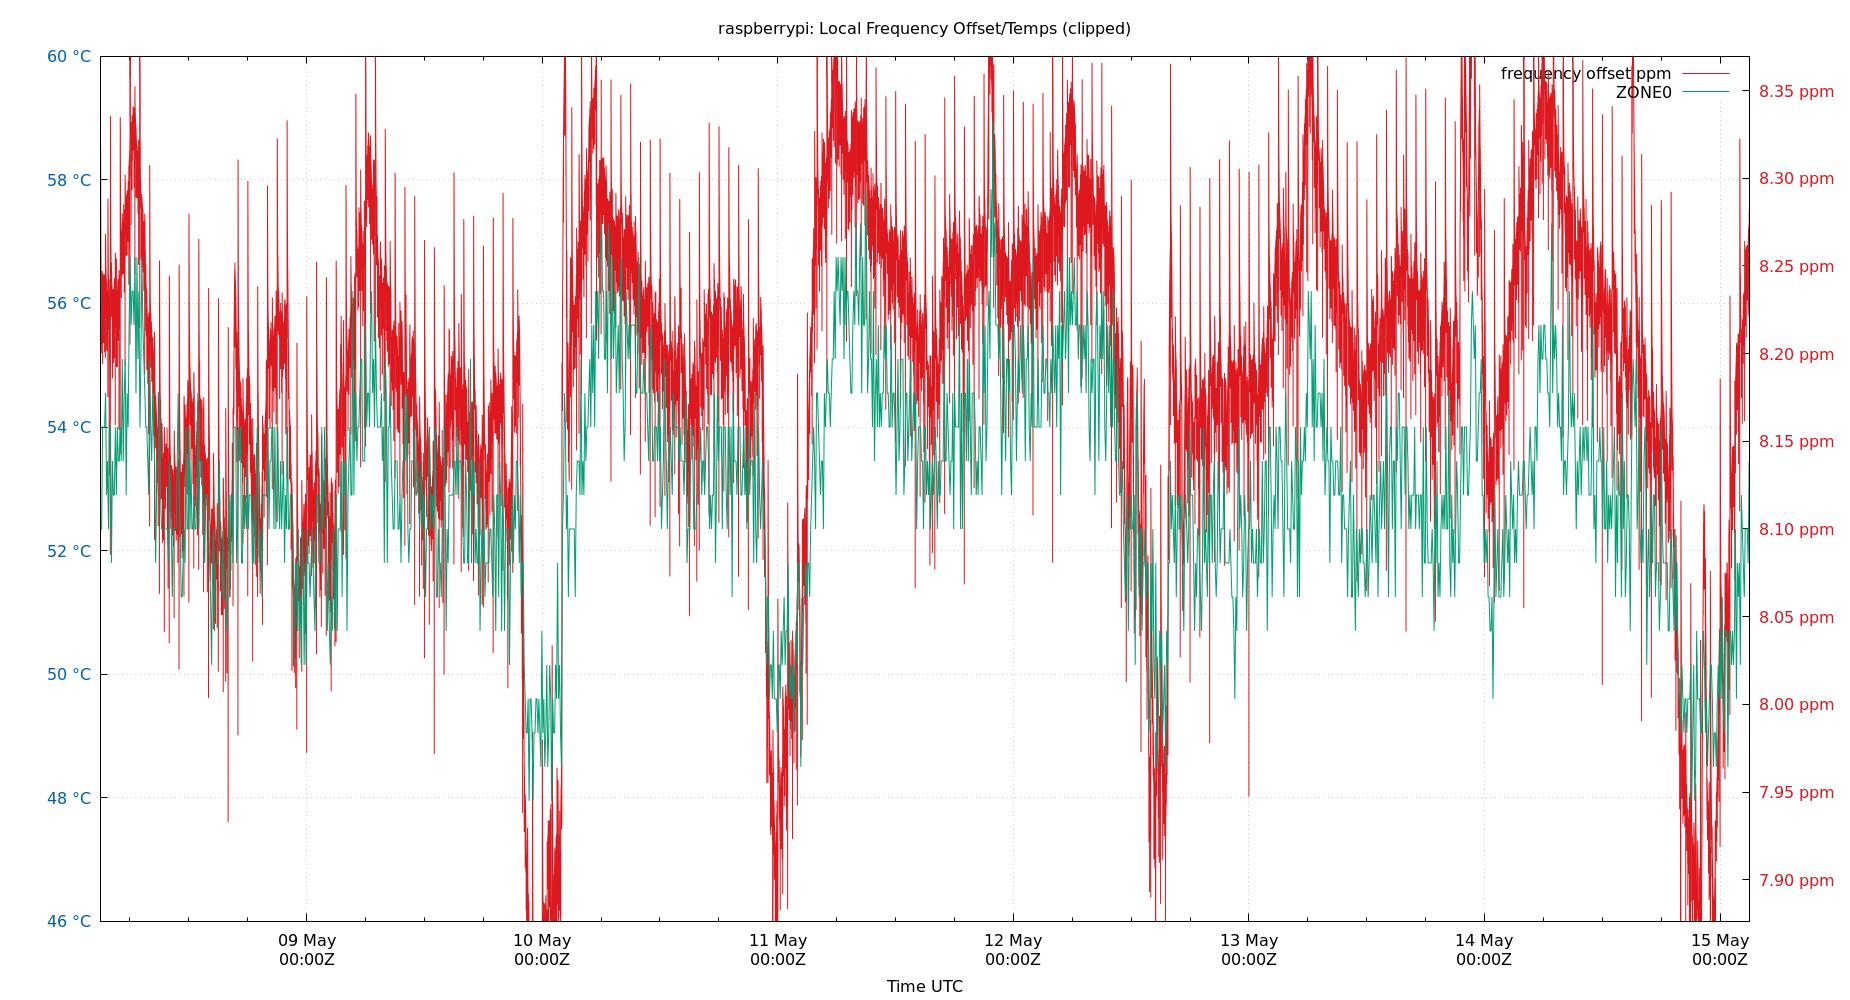 raspberrypi: Local Frequency Offset/Temps (clipped)
60 °C
58 °C
56 °C
54 °C
52 °C
50 °C
48 °C
46 °C
frequency offset ppm
ZONE0
8.35 ppm
8.30 ppm
8.25 ppm
8.20 ppm
8.15 ppm
8.10 ppm
8.05 ppm
8.00 ppm
7.95 ppm
7.90 ppm
09 May
00:00Z
10 May
00:00Z
11 May
00:00Z
12 May
00:00Z
13 May
00:00Z
14 May
00:00Z
15 May
00:00Z
Time UTC